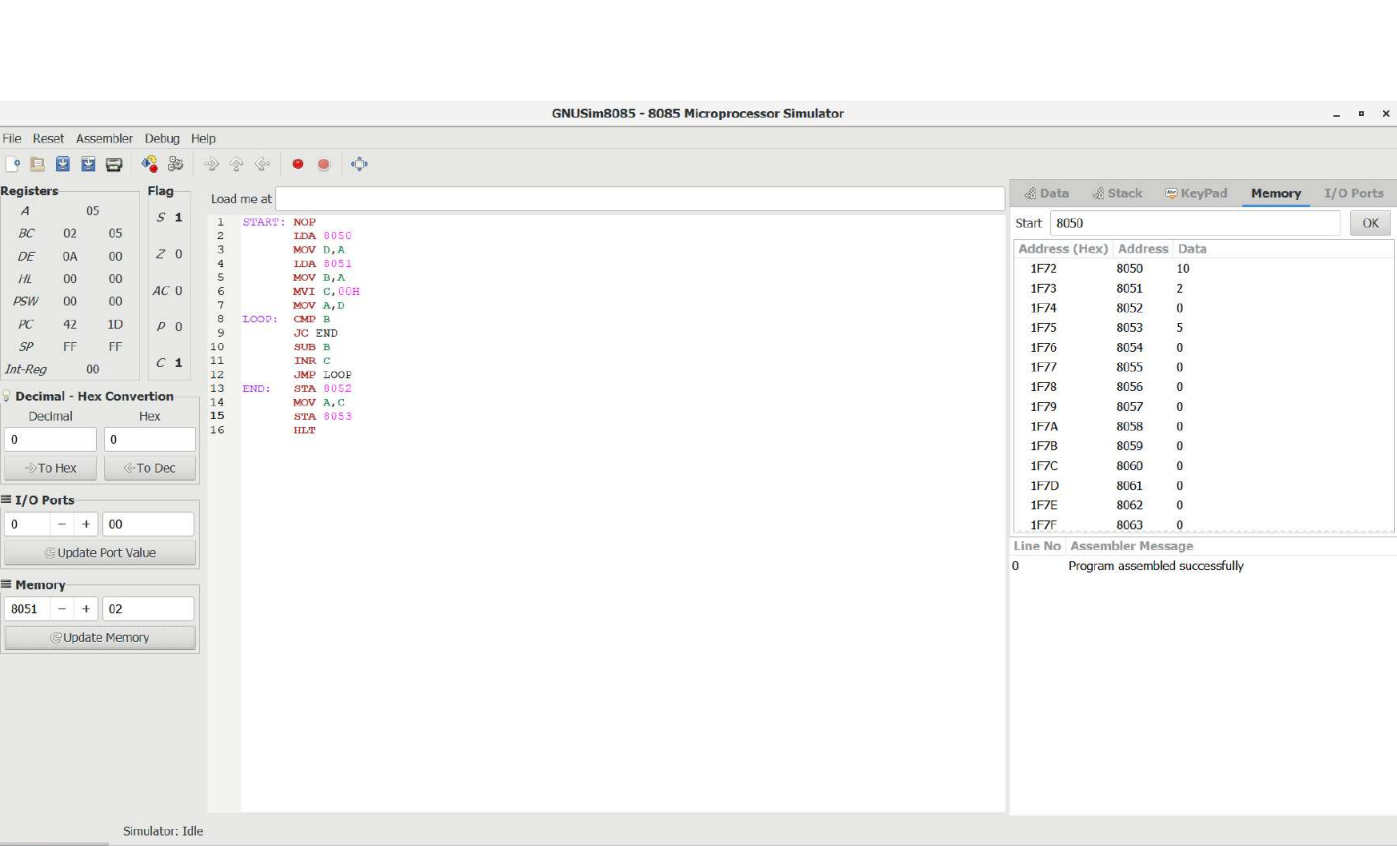 GNUSim8085 - 8085 Microprocessor Simulator
File Reset Assembler Debug Help
Registers
A 05
BC 02 05
DE 0A 00
HL 00 00
PSW 00 00
PC 42 1D
SP FF FF
Int-Reg 00
Flag
S 1
Z 0
AC 0
P 0
C 1
Decimal - Hex Convertion
Decimal Hex
0 0
To Hex To Dec
I/O Ports
0 - + 00
Update Port Value
Memory
8051 - + 02
Update Memory
Load me at
1 START: NOP
2 LDA 8050
3 MOV D,A
4 LDA 8051
5 MOV B,A
6 MVI C,00H
7 MOV A,D
8 LOOP: CMP B
9 JC END
10 SUB B
11 INR C
12 JMP LOOP
13 END: STA 8052
14 MOV A,C
15 STA 8053
16 HLT
Data Stack KeyPad Memory I/O Ports
Start 8050 OK
Address (Hex) Address Data
1F72 8050 10
1F73 8051 2
1F74 8052 0
1F75 8053 5
1F76 8054 0
1F77 8055 0
1F78 8056 0
1F79 8057 0
1F7A 8058 0
1F7B 8059 0
1F7C 8060 0
1F7D 8061 0
1F7E 8062 0
1F7F 8063 0
Line No Assembler Message
0 Program assembled successfully
Simulator: Idle